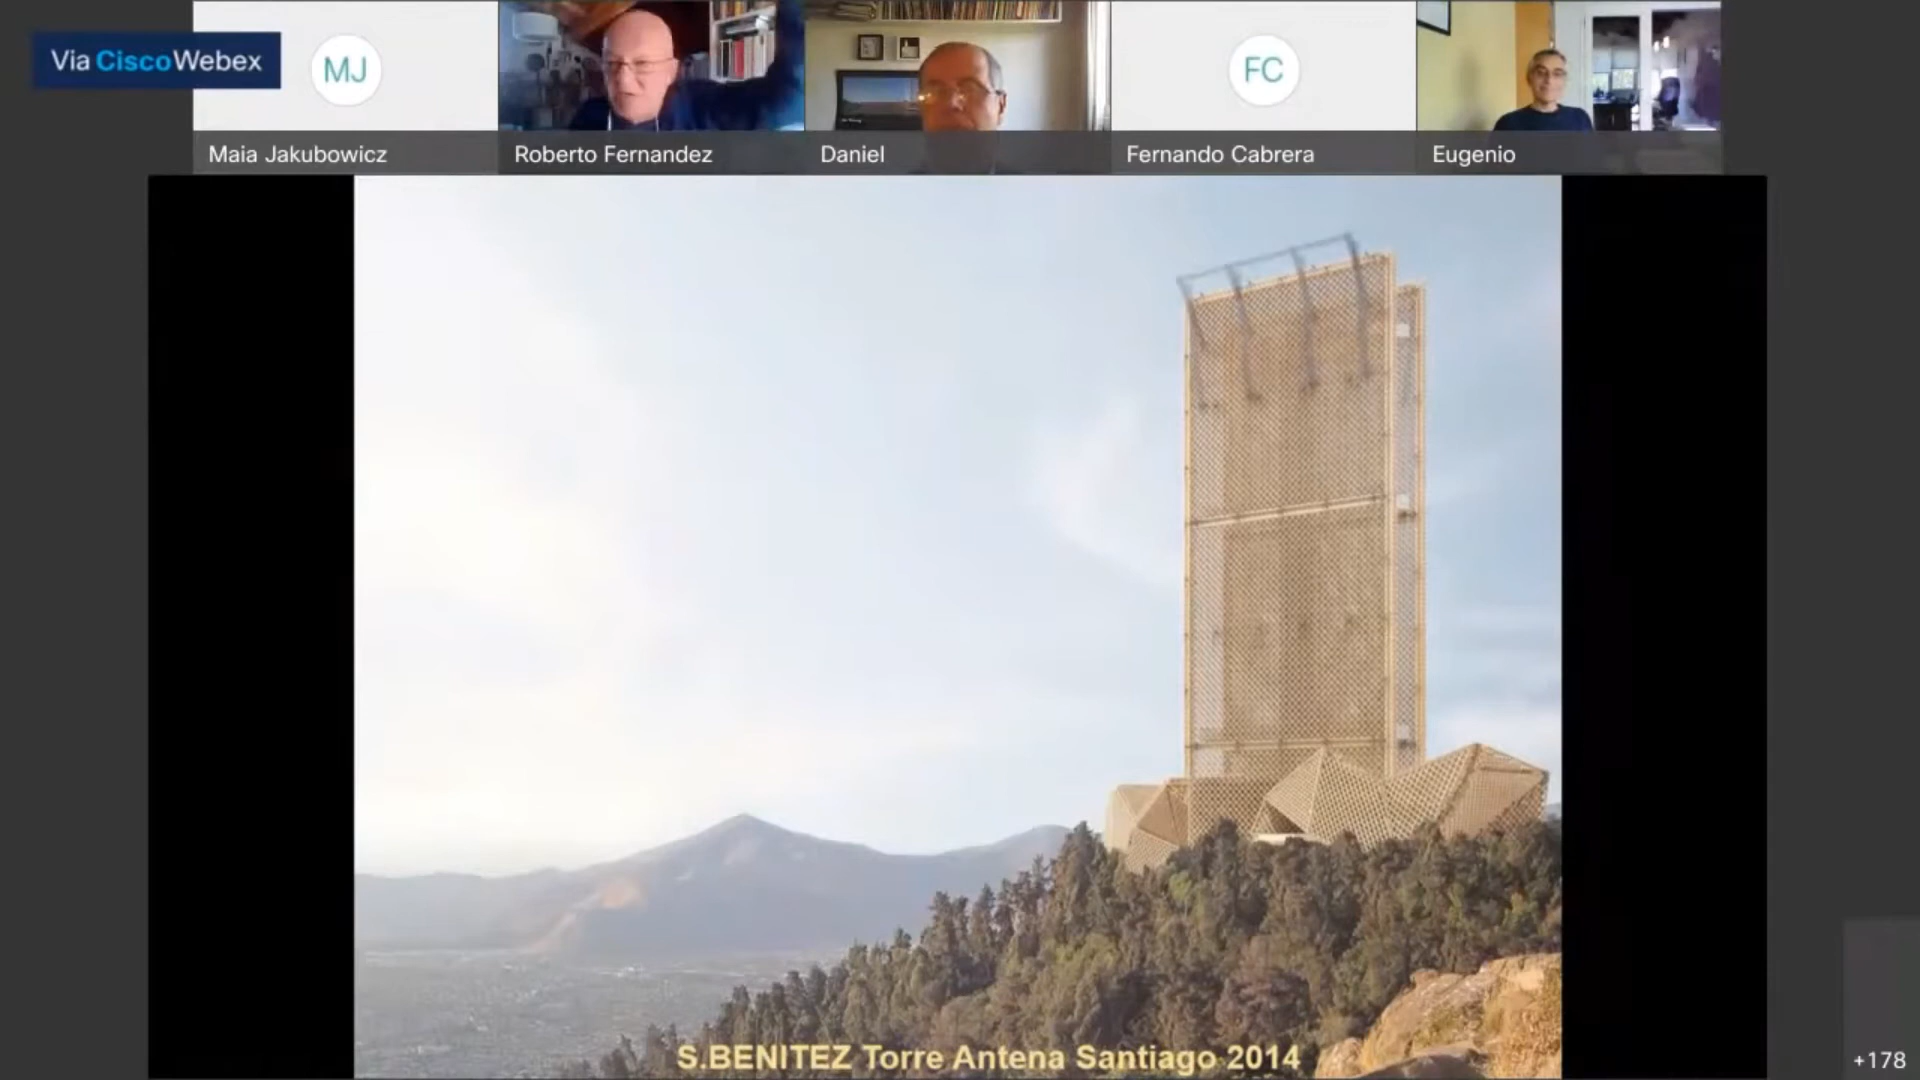 Via CiscoWebex
MJ
FC
Maia Jakubowicz
Roberto Fernandez
Daniel
Fernando Cabrera
Eugenio
S.BENITEZ Torre Antena Santiago 2014
+178